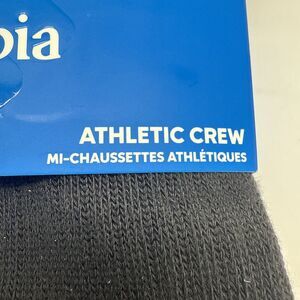 bia
ATHLETIC CREW
MI-CHAUSSETTES ATHLÉTIQUES